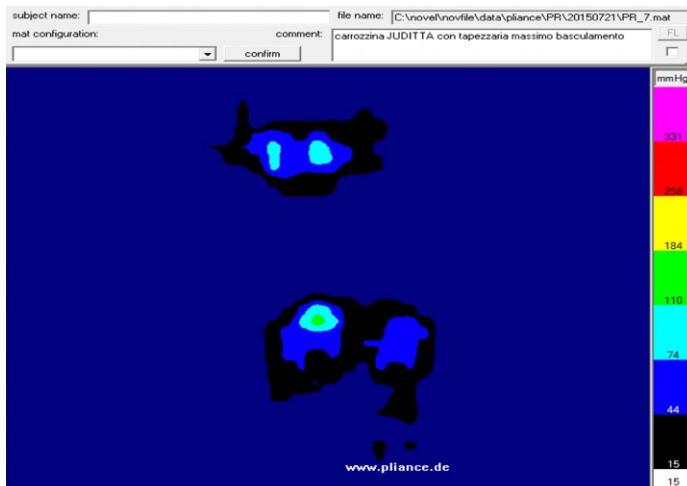 subject name:
file name: C:\novel\novfile\data\pliance\PR\20150721\PR_7.mat
mat configuration:
comment: carrozzina JUDITTA con tapezzaria massimo basculamento
FL
confirm
mmHg
331
258
184
110
74
44
15
15
www.pliance.de